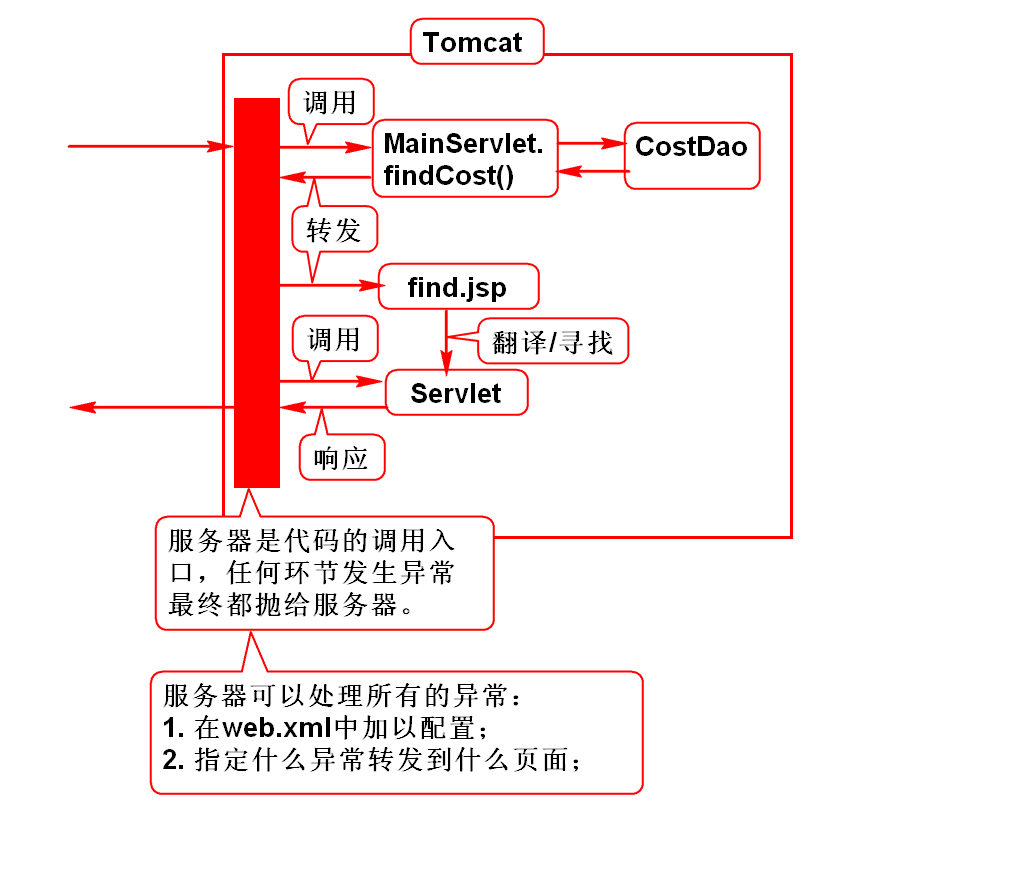 Tomcat
调用
MainServlet.
findCost()
CostDao
转发
find.jsp
调用
翻译/寻找
Servlet
响应
服务器是代码的调用入
口，任何环节发生异常
最终都抛给服务器。
服务器可以处理所有的异常：
1. 在web.xml中加以配置；
2. 指定什么异常转发到什么页面；